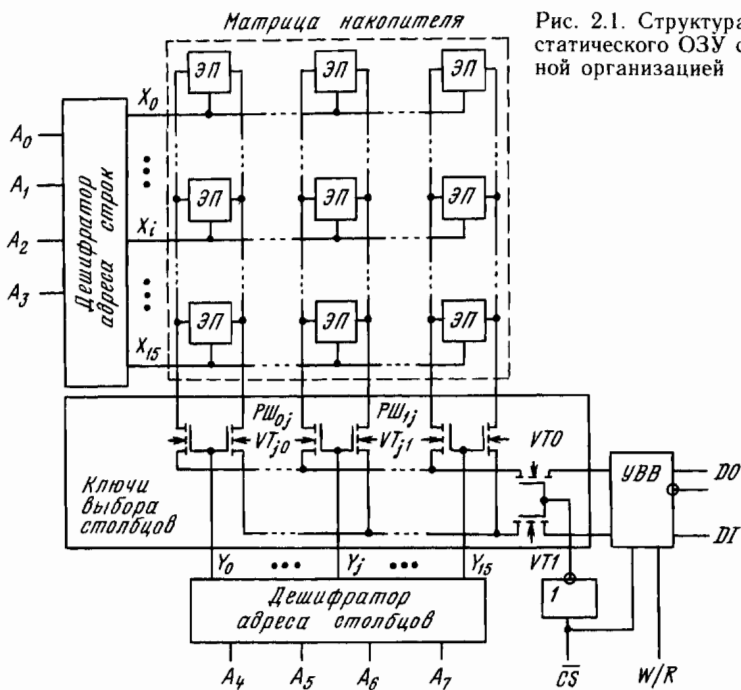 Матрица накопителя
Рис. 2.1. Структура
статического ОЗУ с
ной организацией
ЭП ЭП ЭП
X0
A0
A1
A2
A3
Дешифратор
адреса строк
ЭП ЭП ЭП
Xi
ЭП ЭП ЭП
X15
РШ0j РШ1j
VTj0 VTj1 VT0
Ключи
выбора
столбцов
УВВ
DO
DI
VT1
Y0 Yj Y15
1
Дешифратор
адреса столбцов
A4 A5 A6 A7
CS W/R